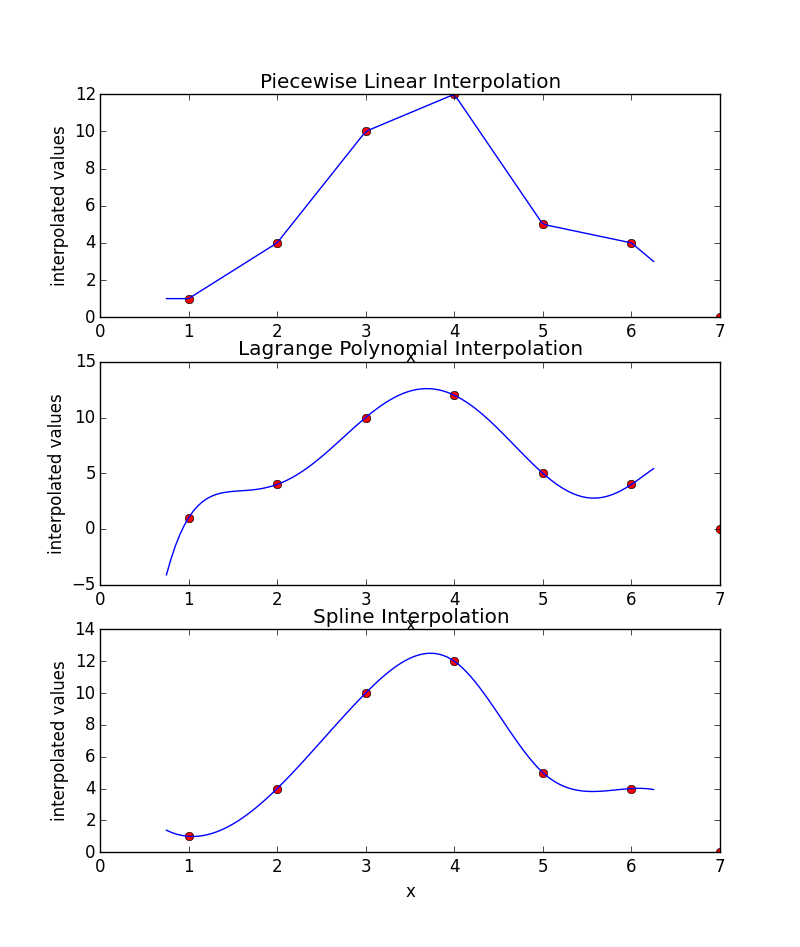 Piecewise Linear Interpolation
12
10
8
6
4
2
0
interpolated values
0 1 2 3 4 5 6 7
x
Lagrange Polynomial Interpolation
15
10
5
0
−5
interpolated values
0 1 2 3 4 5 6 7
x
Spline Interpolation
14
12
10
8
6
4
2
0
interpolated values
0 1 2 3 4 5 6 7
x